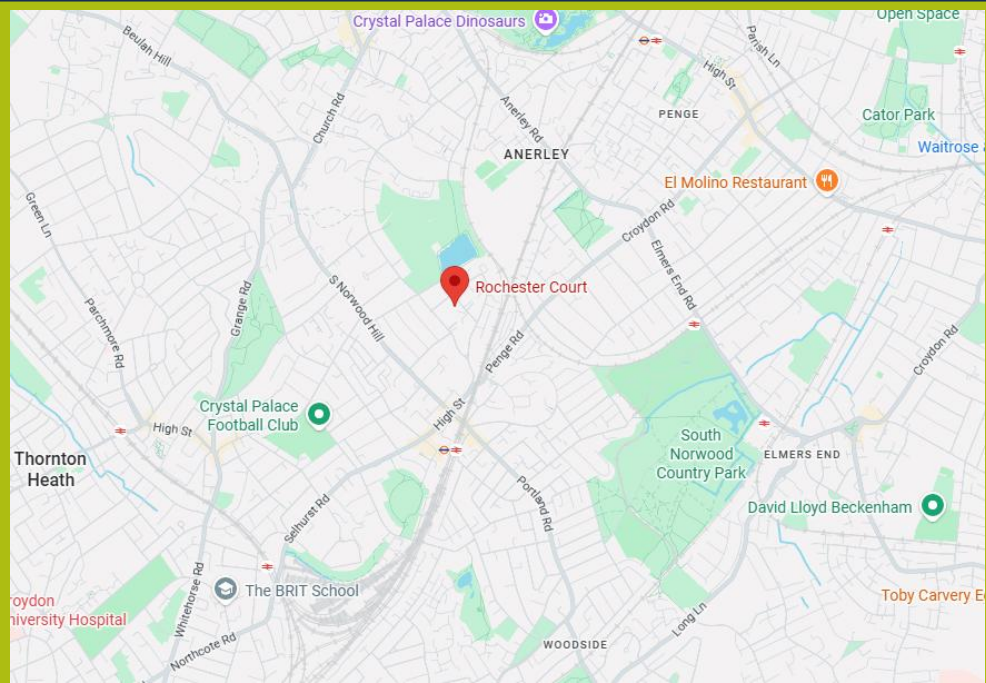 Crystal Palace Dinosaurs
Open Space
Beulah Hill
Parish Ln
High St
Church Rd
Anerley Rd
PENGE
Cator Park
ANERLEY
Waitrose &
El Molino Restaurant
Green Ln
Croydon Rd
Elmers End Rd
Rochester Court
S Norwood Hill
Grange Rd
Parchmore Rd
Penge Rd
Croydon Rd
Crystal Palace
Football Club
High St
High St
South
Norwood
Country Park
ELMERS END
Thornton
Heath
Portland Rd
Selhurst Rd
David Lloyd Beckenham
The BRIT School
Whitehorse Rd
roydon
niversity Hospital
Toby Carvery E
Long Ln
Northcote Rd
WOODSIDE